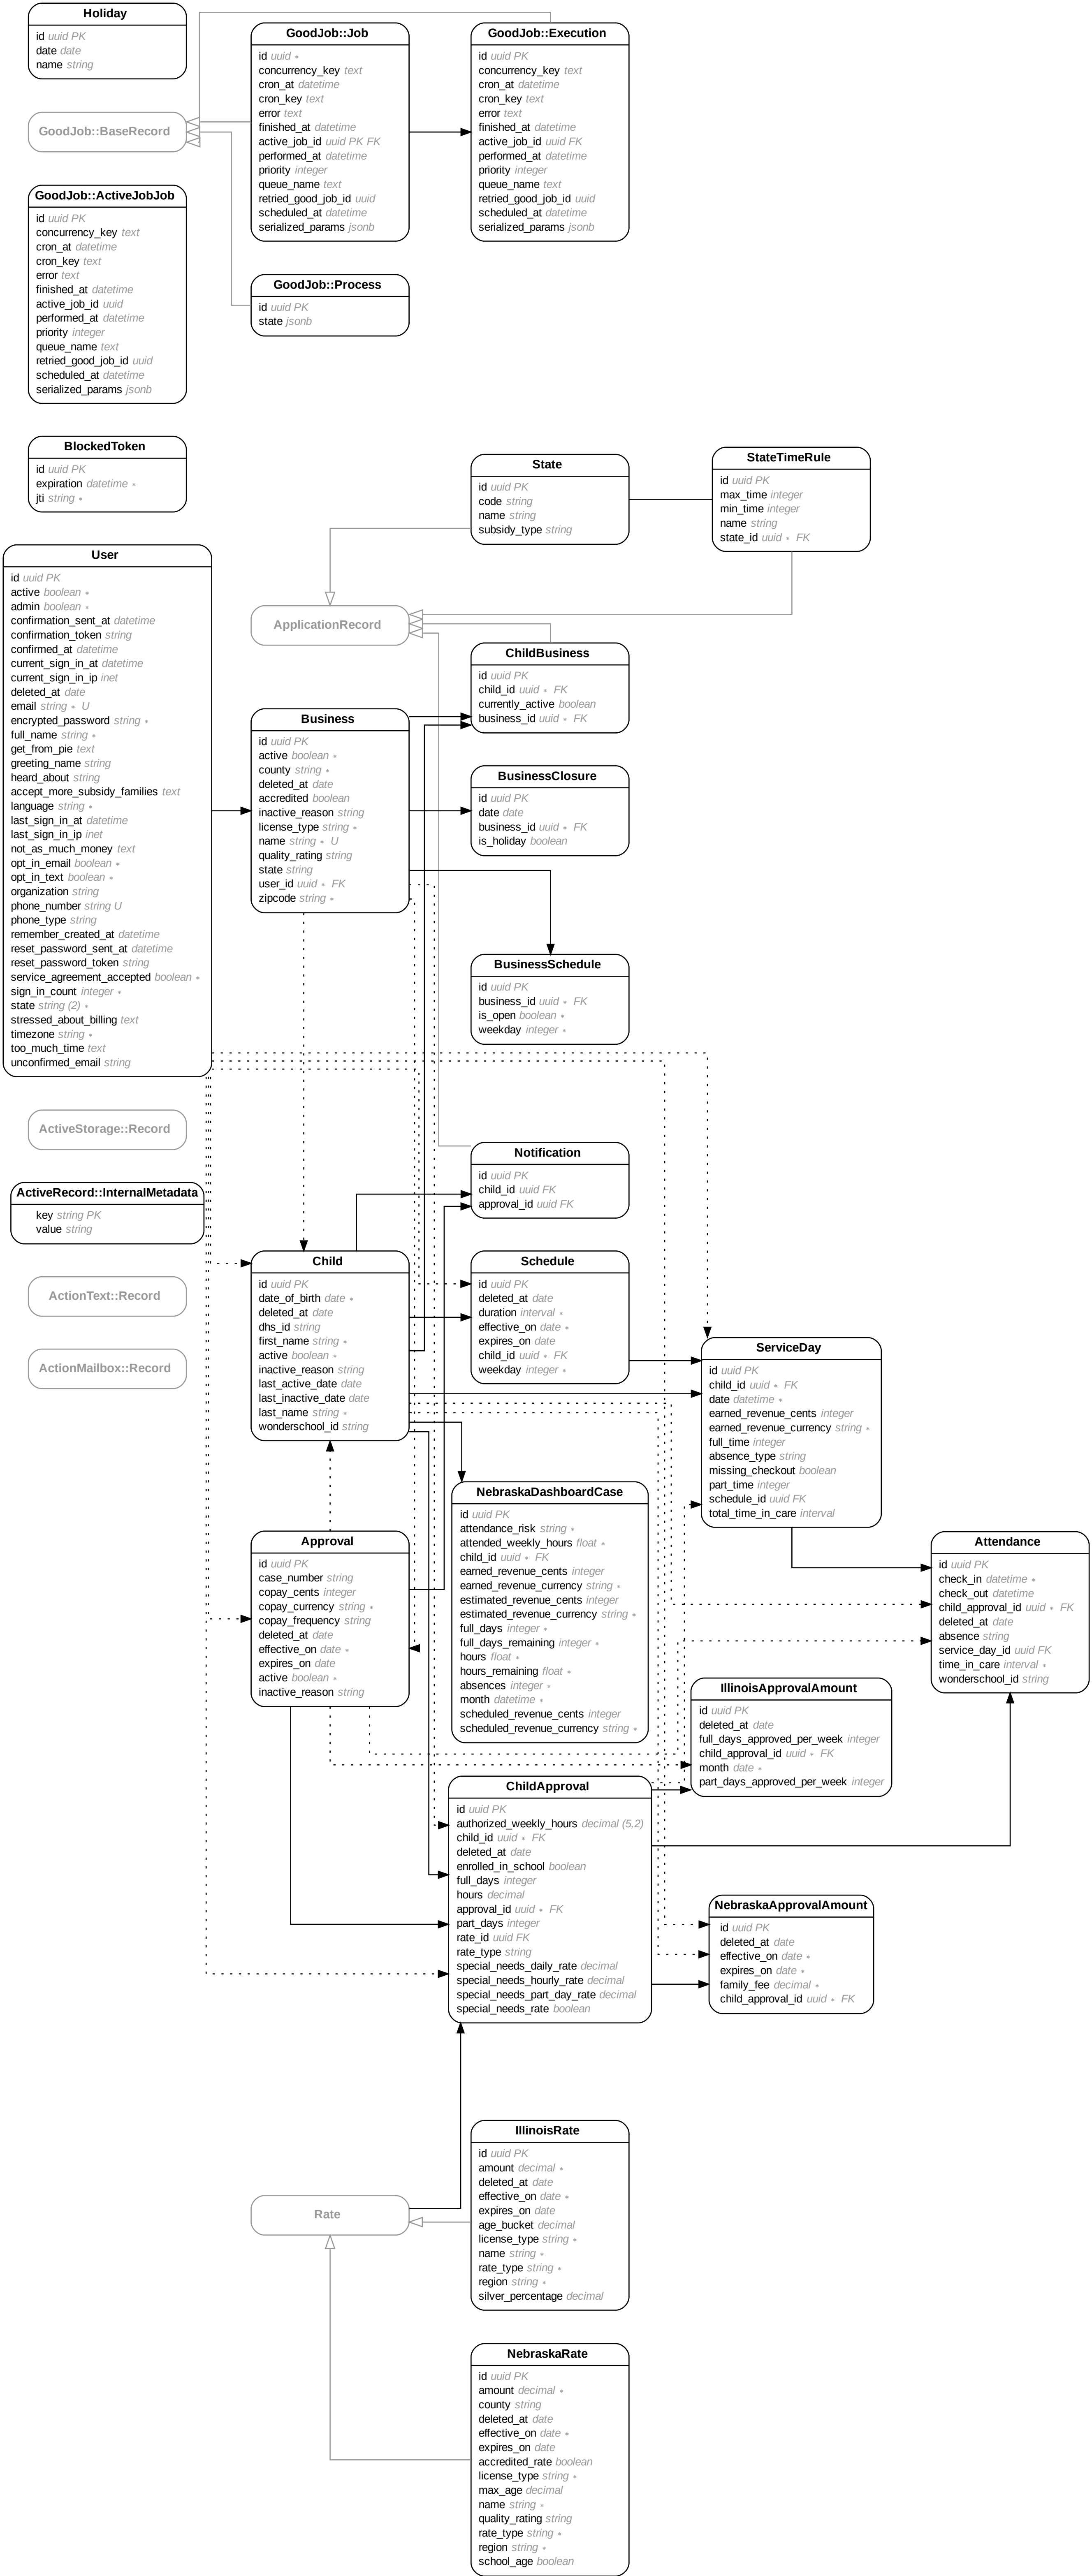 Holiday
id uuid PK
date date
name string
GoodJob::BaseRecord
GoodJob::ActiveJobJob
id uuid PK
concurrency_key text
cron_at datetime
cron_key text
error text
finished_at datetime
active_job_id uuid
performed_at datetime
priority integer
queue_name text
retried_good_job_id uuid
scheduled_at datetime
serialized_params jsonb
GoodJob::Job
id uuid ∗
concurrency_key text
cron_at datetime
cron_key text
error text
finished_at datetime
active_job_id uuid PK FK
performed_at datetime
priority integer
queue_name text
retried_good_job_id uuid
scheduled_at datetime
serialized_params jsonb
GoodJob::Execution
id uuid PK
concurrency_key text
cron_at datetime
cron_key text
error text
finished_at datetime
active_job_id uuid FK
performed_at datetime
priority integer
queue_name text
retried_good_job_id uuid
scheduled_at datetime
serialized_params jsonb
GoodJob::Process
id uuid PK
state jsonb
BlockedToken
id uuid PK
expiration datetime ∗
jti string ∗
State
id uuid PK
code string
name string
subsidy_type string
StateTimeRule
id uuid PK
max_time integer
min_time integer
name string
state_id uuid ∗ FK
User
id uuid PK
active boolean ∗
admin boolean ∗
confirmation_sent_at datetime
confirmation_token string
confirmed_at datetime
current_sign_in_at datetime
current_sign_in_ip inet
deleted_at date
email string ∗ U
encrypted_password string ∗
full_name string ∗
get_from_pie text
greeting_name string
heard_about string
accept_more_subsidy_families text
language string ∗
last_sign_in_at datetime
last_sign_in_ip inet
not_as_much_money text
opt_in_email boolean ∗
opt_in_text boolean ∗
organization string
phone_number string U
phone_type string
remember_created_at datetime
reset_password_sent_at datetime
reset_password_token string
service_agreement_accepted boolean ∗
sign_in_count integer ∗
state string (2) ∗
stressed_about_billing text
timezone string ∗
too_much_time text
unconfirmed_email string
ApplicationRecord
ChildBusiness
id uuid PK
child_id uuid ∗ FK
currently_active boolean
business_id uuid ∗ FK
Business
id uuid PK
active boolean ∗
county string ∗
deleted_at date
accredited boolean
inactive_reason string
license_type string ∗
name string ∗ U
quality_rating string
state string
user_id uuid ∗ FK
zipcode string ∗
BusinessClosure
id uuid PK
date date
business_id uuid ∗ FK
is_holiday boolean
BusinessSchedule
id uuid PK
business_id uuid ∗ FK
is_open boolean ∗
weekday integer ∗
ActiveStorage::Record
ActiveRecord::InternalMetadata
key string PK
value string
ActionText::Record
ActionMailbox::Record
Notification
id uuid PK
child_id uuid FK
approval_id uuid FK
Child
id uuid PK
date_of_birth date ∗
deleted_at date
dhs_id string
first_name string ∗
active boolean ∗
inactive_reason string
last_active_date date
last_inactive_date date
last_name string ∗
wonderschool_id string
Schedule
id uuid PK
deleted_at date
duration interval ∗
effective_on date ∗
expires_on date
child_id uuid ∗ FK
weekday integer ∗
ServiceDay
id uuid PK
child_id uuid ∗ FK
date datetime ∗
earned_revenue_cents integer
earned_revenue_currency string ∗
full_time integer
absence_type string
missing_checkout boolean
part_time integer
schedule_id uuid FK
total_time_in_care interval
NebraskaDashboardCase
id uuid PK
attendance_risk string ∗
attended_weekly_hours float ∗
child_id uuid ∗ FK
earned_revenue_cents integer
earned_revenue_currency string ∗
estimated_revenue_cents integer
estimated_revenue_currency string ∗
full_days integer ∗
full_days_remaining integer ∗
hours float ∗
hours_remaining float ∗
absences integer ∗
month datetime ∗
scheduled_revenue_cents integer
scheduled_revenue_currency string ∗
Approval
id uuid PK
case_number string
copay_cents integer
copay_currency string ∗
copay_frequency string
deleted_at date
effective_on date ∗
expires_on date
active boolean ∗
inactive_reason string
Attendance
id uuid PK
check_in datetime ∗
check_out datetime
child_approval_id uuid ∗ FK
deleted_at date
absence string
service_day_id uuid FK
time_in_care interval ∗
wonderschool_id string
IllinoisApprovalAmount
id uuid PK
deleted_at date
full_days_approved_per_week integer
child_approval_id uuid ∗ FK
month date ∗
part_days_approved_per_week integer
ChildApproval
id uuid PK
authorized_weekly_hours decimal (5,2)
child_id uuid ∗ FK
deleted_at date
enrolled_in_school boolean
full_days integer
hours decimal
approval_id uuid ∗ FK
part_days integer
rate_id uuid FK
rate_type string
special_needs_daily_rate decimal
special_needs_hourly_rate decimal
special_needs_part_day_rate decimal
special_needs_rate boolean
NebraskaApprovalAmount
id uuid PK
deleted_at date
effective_on date ∗
expires_on date ∗
family_fee decimal ∗
child_approval_id uuid ∗ FK
Rate
IllinoisRate
id uuid PK
amount decimal ∗
deleted_at date
effective_on date ∗
expires_on date
age_bucket decimal
license_type string ∗
name string ∗
rate_type string ∗
region string ∗
silver_percentage decimal
NebraskaRate
id uuid PK
amount decimal ∗
county string
deleted_at date
effective_on date ∗
expires_on date
accredited_rate boolean
license_type string ∗
max_age decimal
name string ∗
quality_rating string
rate_type string ∗
region string ∗
school_age boolean